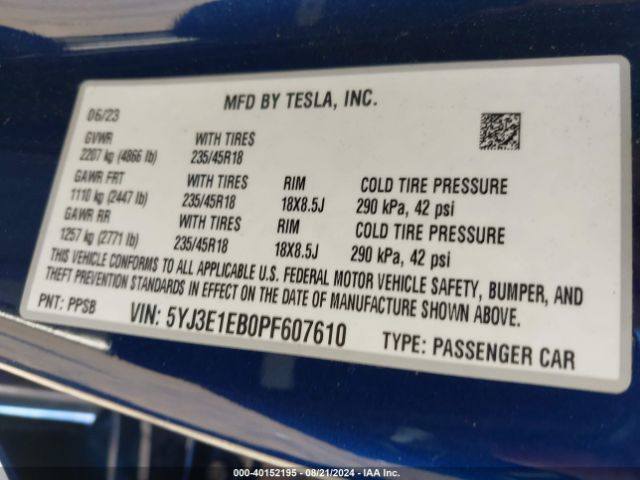 MFD BY TESLA, INC.
06/23
GVWR WITH TIRES
2207 kg (4866 lb) 235/45R18
GAWR FRT WITH TIRES RIM COLD TIRE PRESSURE
1110 kg (2447 lb) 235/45R18 18X8.5J 290 kPa, 42 psi
GAWR RR WITH TIRES RIM COLD TIRE PRESSURE
1257 kg (2771 lb) 235/45R18 18X8.5J 290 kPa, 42 psi
THIS VEHICLE CONFORMS TO ALL APPLICABLE U.S. FEDERAL MOTOR VEHICLE SAFETY, BUMPER, AND
THEFT PREVENTION STANDARDS IN EFFECT ON THE DATE OF MANUFACTURE SHOWN ABOVE.
PNT: PPSB VIN: 5YJ3E1EB0PF607610 TYPE: PASSENGER CAR
000-40152195 - 08/21/2024 - IAA Inc.